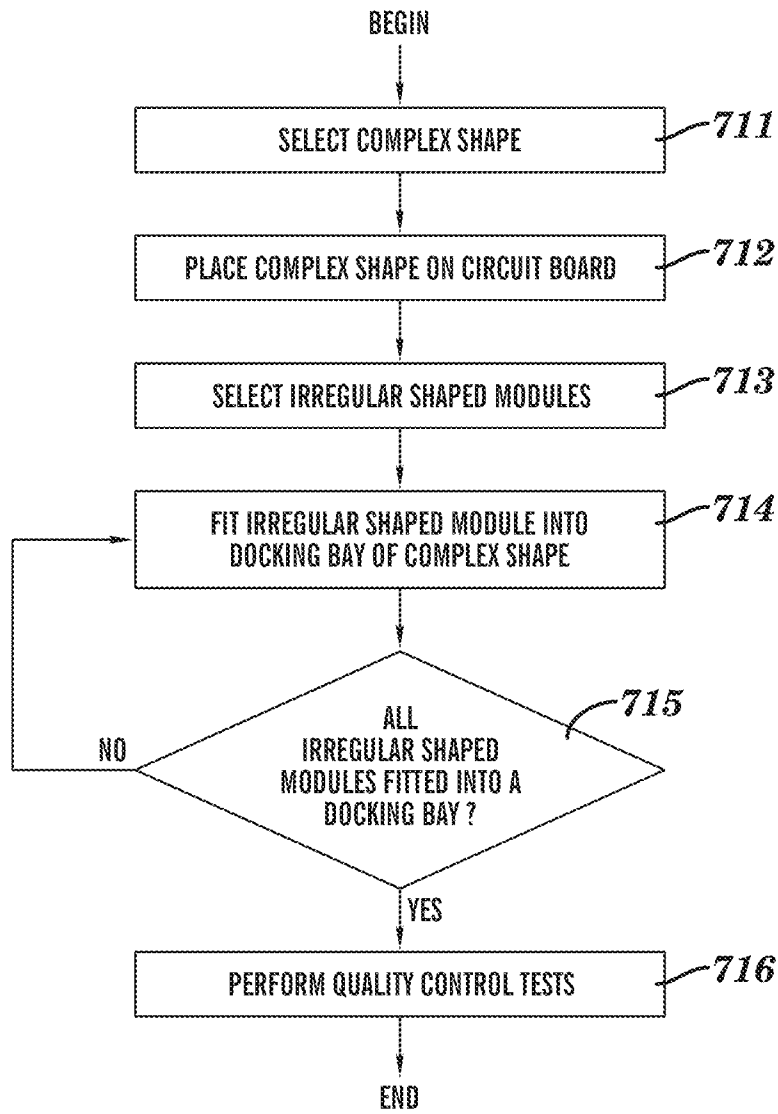 BEGIN
SELECT COMPLEX SHAPE
711
PLACE COMPLEX SHAPE ON CIRCUIT BOARD
712
SELECT IRREGULAR SHAPED MODULES
713
FIT IRREGULAR SHAPED MODULE INTO
DOCKING BAY OF COMPLEX SHAPE
714
ALL
IRREGULAR SHAPED
MODULES FITTED INTO A
DOCKING BAY ?
715
NO
YES
PERFORM QUALITY CONTROL TESTS
716
END